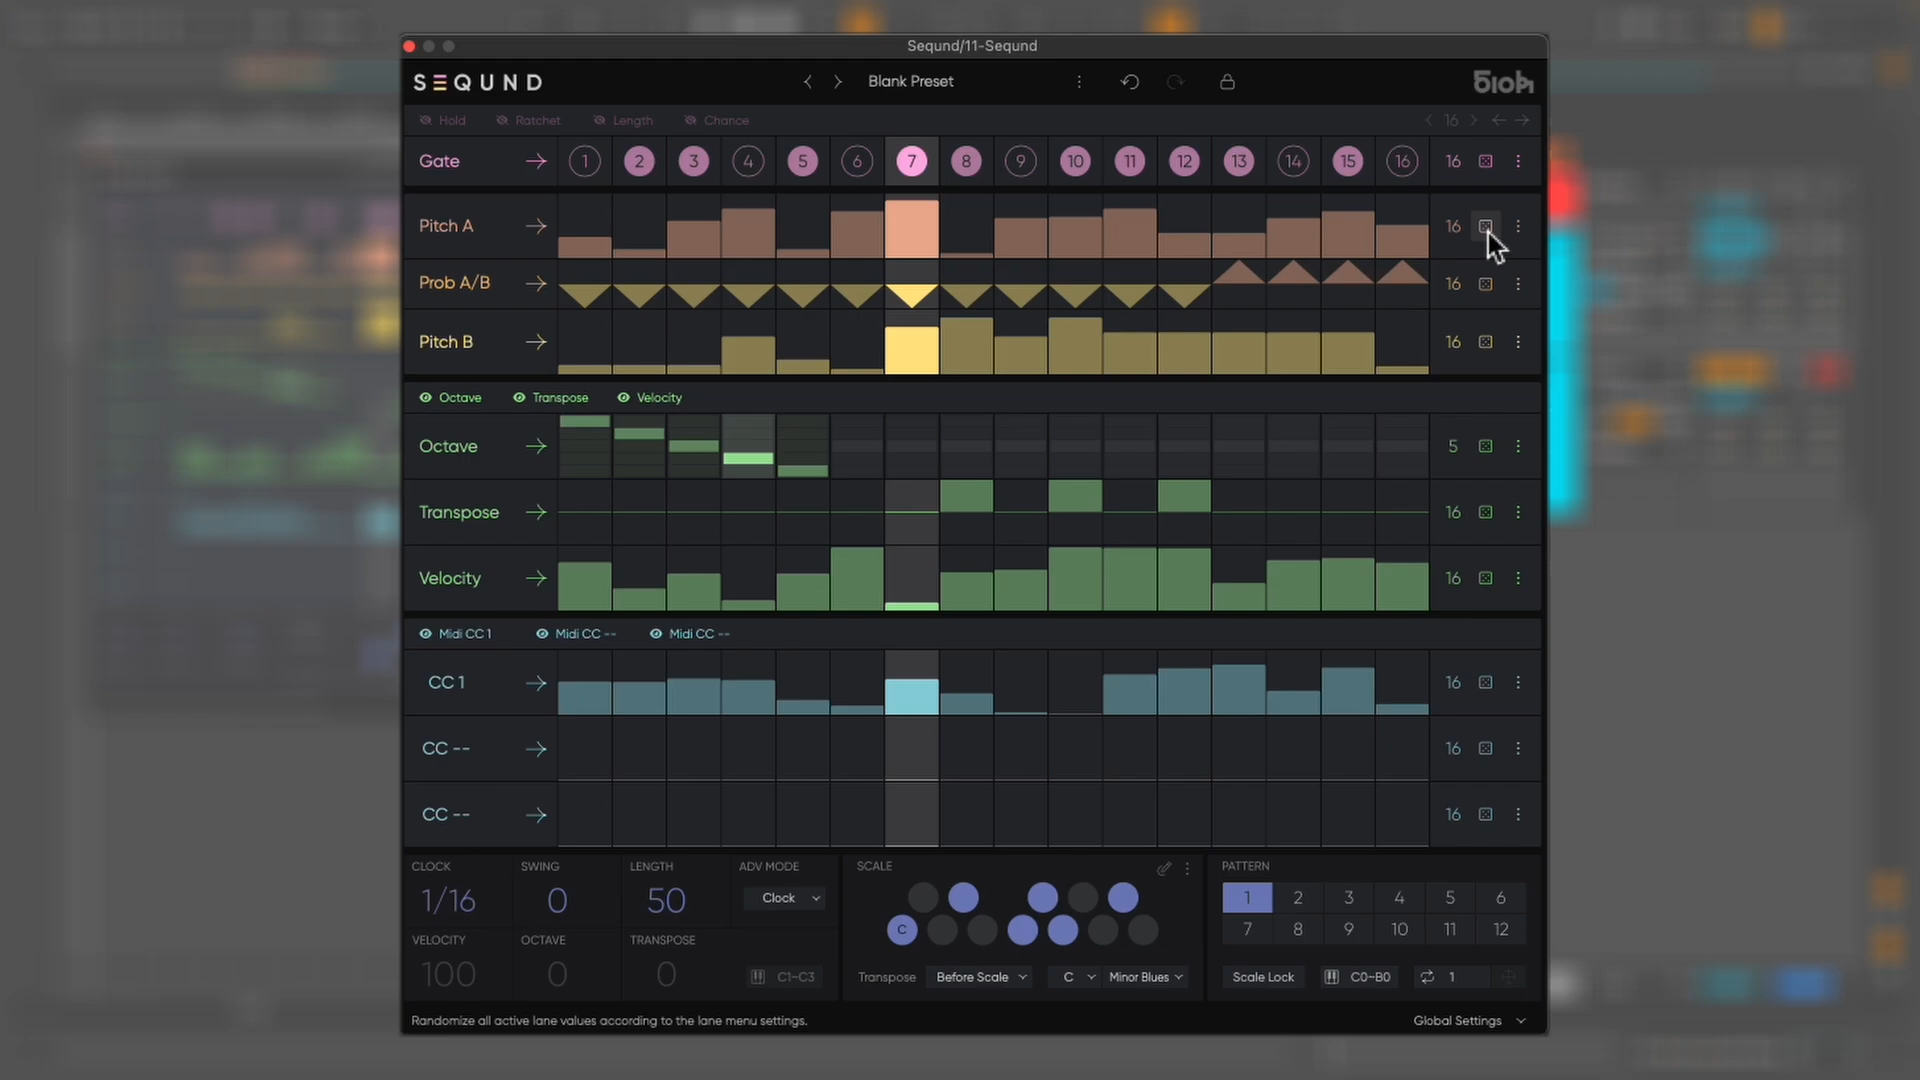 Seqund/11-Seqund
SEQUND
Blank Preset
Hold Ratchet Length Chance
16
Gate 1 2 3 4 5 6 7 8 9 10 11 12 13 14 15 16 16
Pitch A 16
Prob A/B 16
Pitch B 16
Octave Transpose Velocity
Octave 5
Transpose 16
Velocity 16
Midi CC 1 Midi CC -- Midi CC --
CC 1 16
CC -- 16
CC -- 16
CLOCK SWING LENGTH ADV MODE
1/16 0 50 Clock
VELOCITY OCTAVE TRANSPOSE
100 0 0 C1-C3
SCALE
C
Transpose Before Scale C Minor Blues
PATTERN
1 2 3 4 5 6
7 8 9 10 11 12
Scale Lock C0-B0 1
Randomize all active lane values according to the lane menu settings.
Global Settings